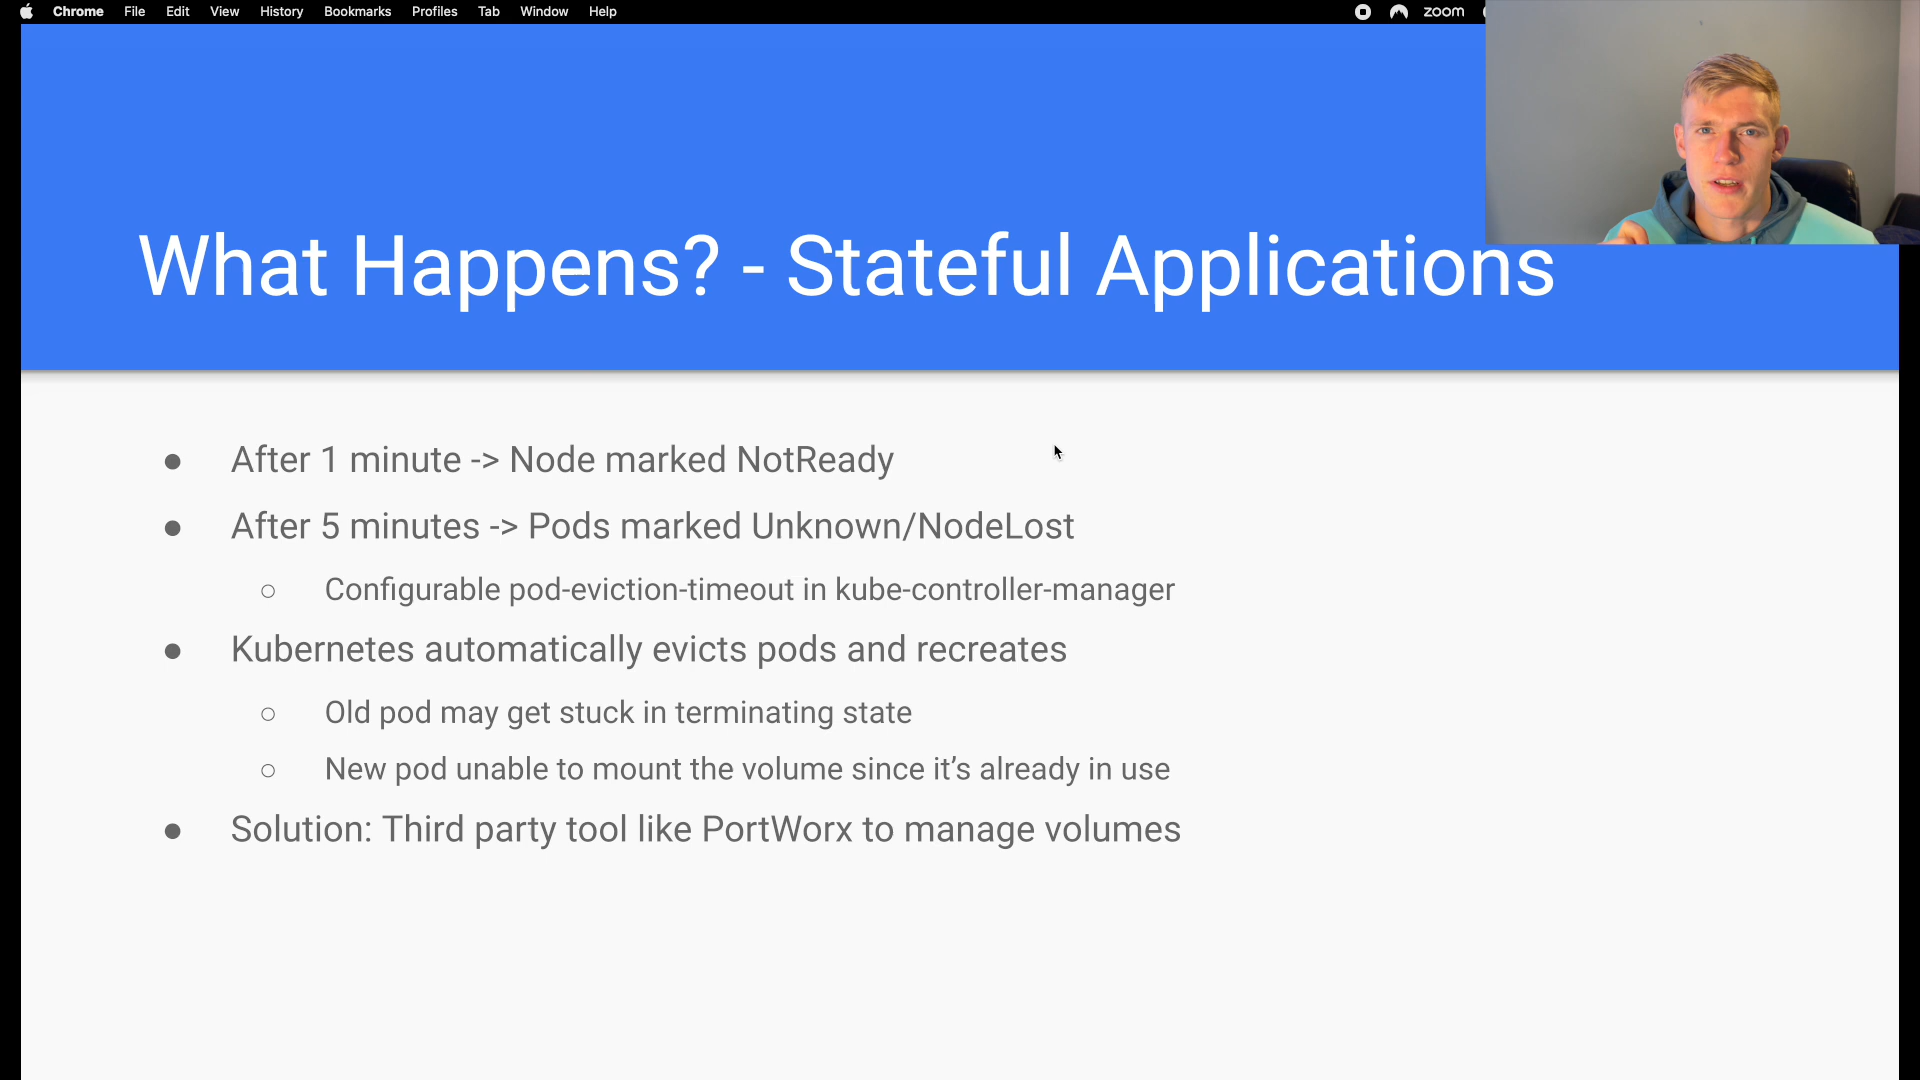 Chrome File Edit View History Bookmarks Profiles Tab Window Help zoom
What Happens? - Stateful Applications
● After 1 minute -> Node marked NotReady
● After 5 minutes -> Pods marked Unknown/NodeLost
○ Configurable pod-eviction-timeout in kube-controller-manager
● Kubernetes automatically evicts pods and recreates
○ Old pod may get stuck in terminating state
○ New pod unable to mount the volume since it’s already in use
● Solution: Third party tool like PortWorx to manage volumes